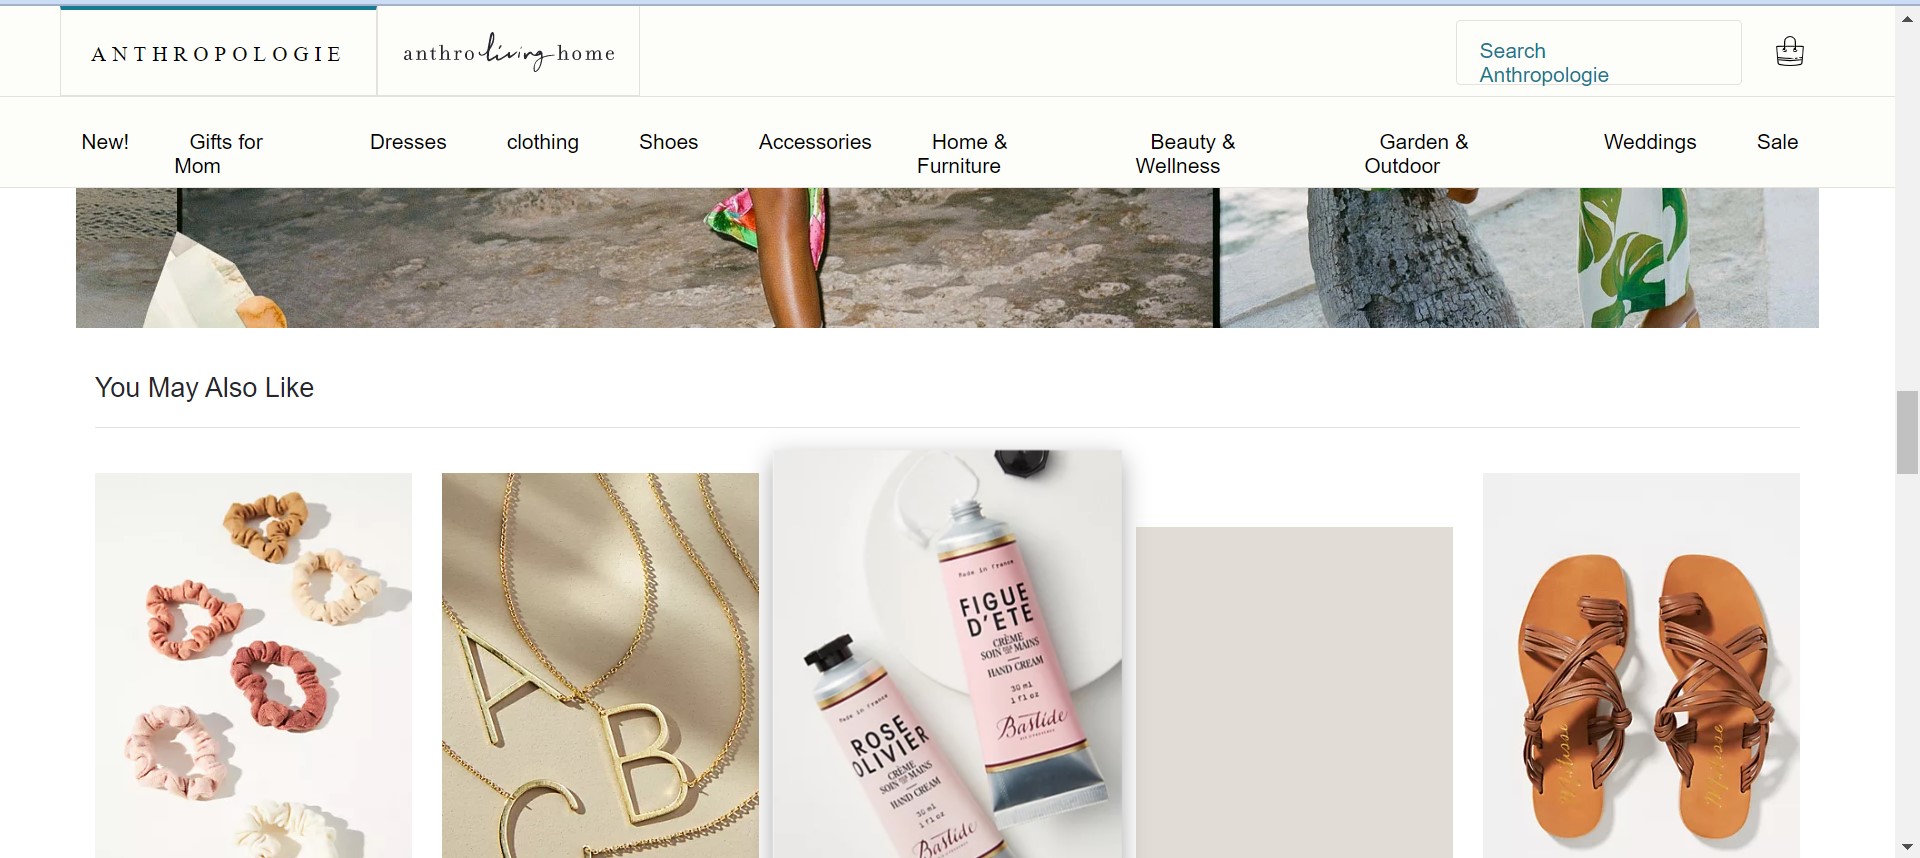 ANTHROPOLOGIE
anthro living home
Search
Anthropologie
New!
Gifts for
Mom
Dresses
clothing
Shoes
Accessories
Home &
Furniture
Beauty &
Wellness
Garden &
Outdoor
Weddings
Sale
You May Also Like
Made in France
FIGUE
D'ETE
CRÈME
SOIN POUR MAINS
HAND CREAM
30 ml
1 fl oz
Bastide
Made in France
ROSE
OLIVIER
CRÈME
SOIN POUR MAINS
HAND CREAM
30 ml
1 fl oz
Bastide